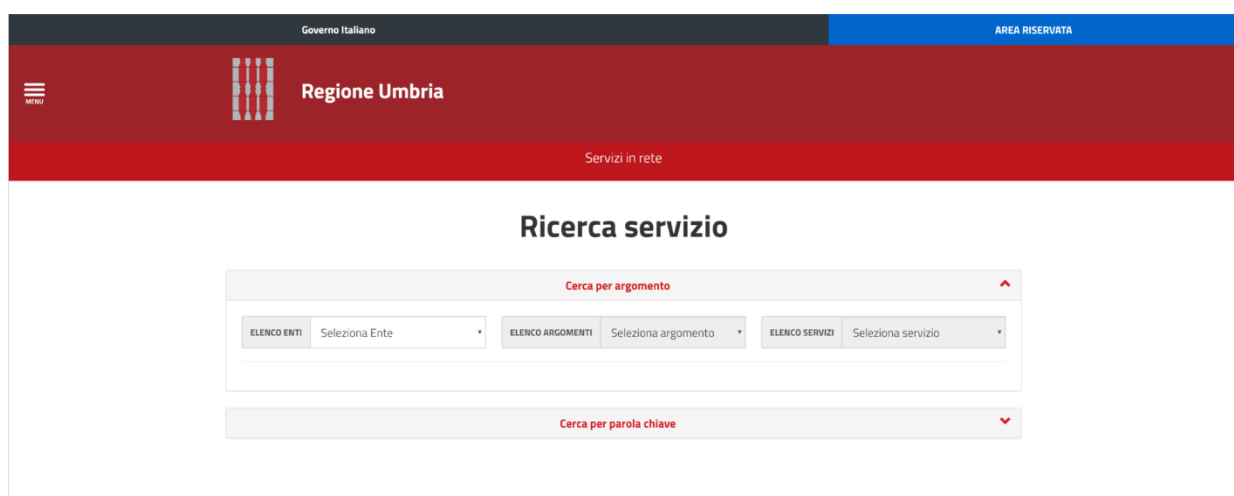 Governo Italiano AREA RISERVATA
MENU
Regione Umbria
Servizi in rete
Ricerca servizio
Cerca per argomento
ELENCO ENTI Seleziona Ente ELENCO ARGOMENTI Seleziona argomento ELENCO SERVIZI Seleziona servizio
Cerca per parola chiave